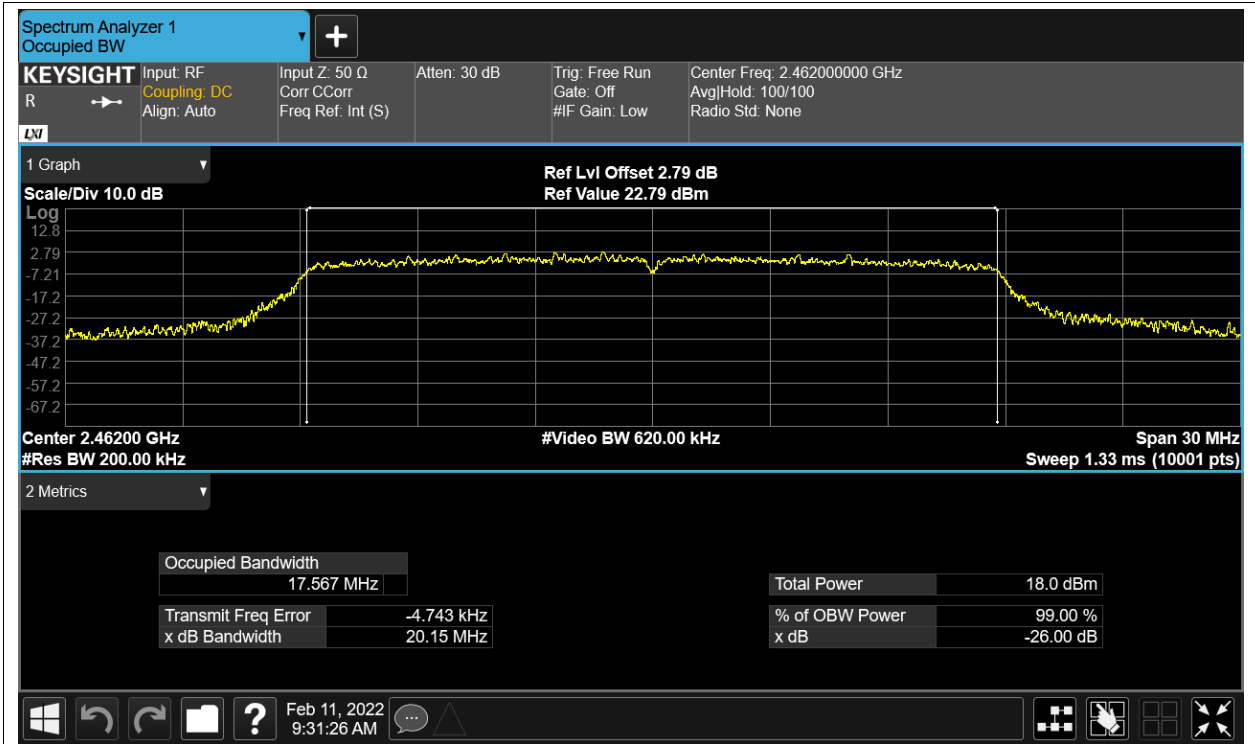 Spectrum Analyzer 1
Occupied BW
KEYSIGHT
R
LXI
Input: RF
Coupling: DC
Align: Auto
Input Z: 50 Ω
Corr CCorr
Freq Ref: Int (S)
Atten: 30 dB
Trig: Free Run
Gate: Off
#IF Gain: Low
Center Freq: 2.462000000 GHz
Avg|Hold: 100/100
Radio Std: None
1 Graph
Scale/Div 10.0 dB
Ref Lvl Offset 2.79 dB
Ref Value 22.79 dBm
Log
12.8
2.79
-7.21
-17.2
-27.2
-37.2
-47.2
-57.2
-67.2
Center 2.46200 GHz
#Video BW 620.00 kHz
Span 30 MHz
#Res BW 200.00 kHz
Sweep 1.33 ms (10001 pts)
2 Metrics
Occupied Bandwidth
17.567 MHz
Total Power 18.0 dBm
Transmit Freq Error -4.743 kHz
% of OBW Power 99.00 %
x dB Bandwidth 20.15 MHz
x dB -26.00 dB
?
Feb 11, 2022
9:31:26 AM